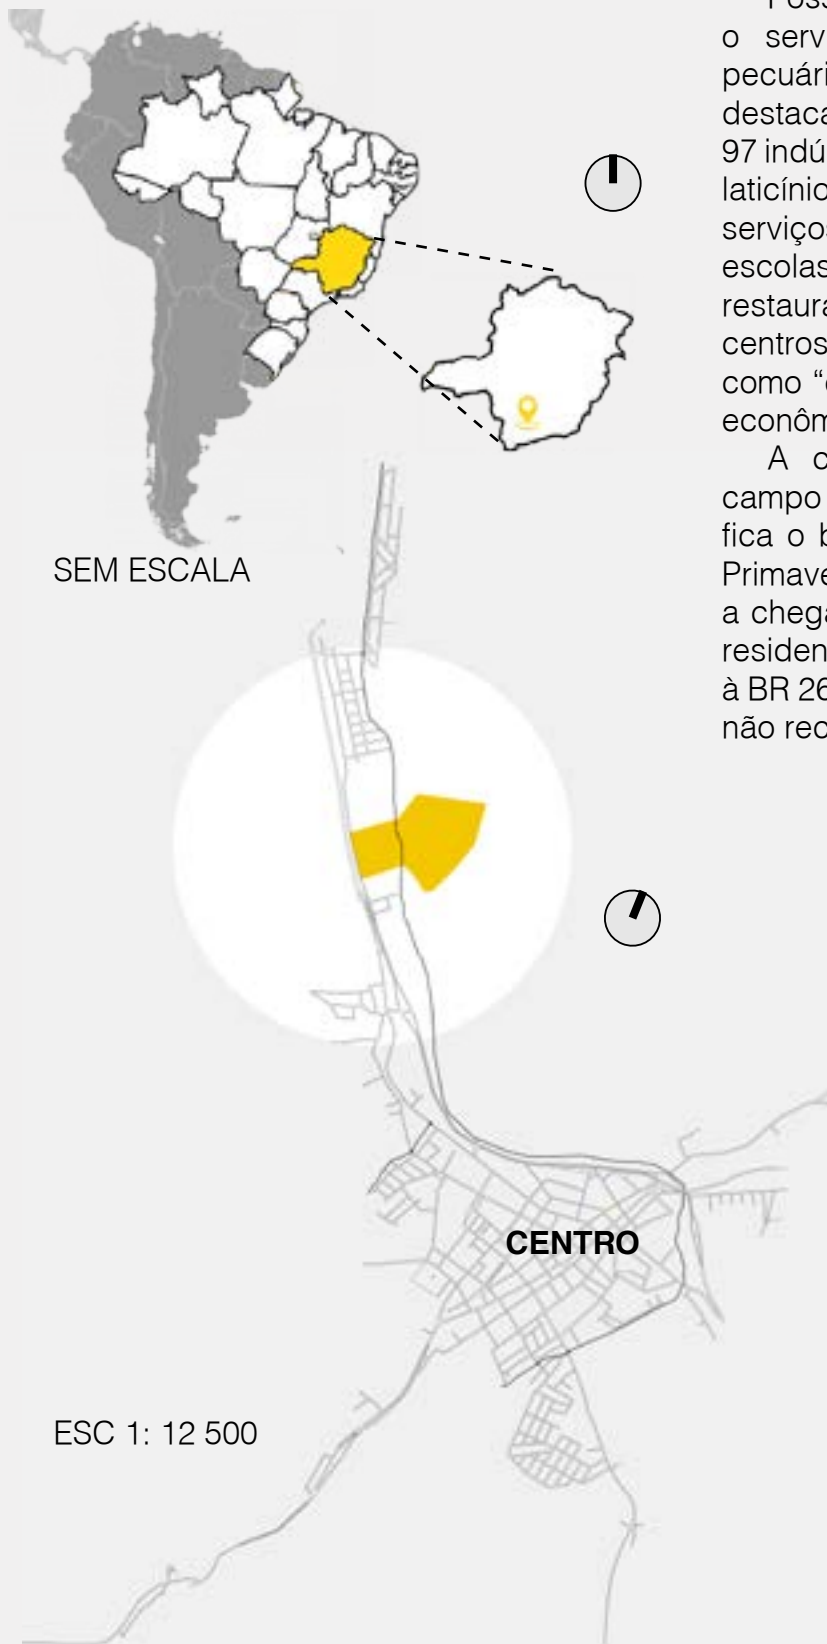 SEM ESCALA
CENTRO
ESC 1: 12 500
o serv
pecuári
destaca
97 indú
laticínio
serviços
escolas
restaura
centros
como “
econôm
A c
campo
fica o b
Primave
a chega
residen
à BR 26
não rec